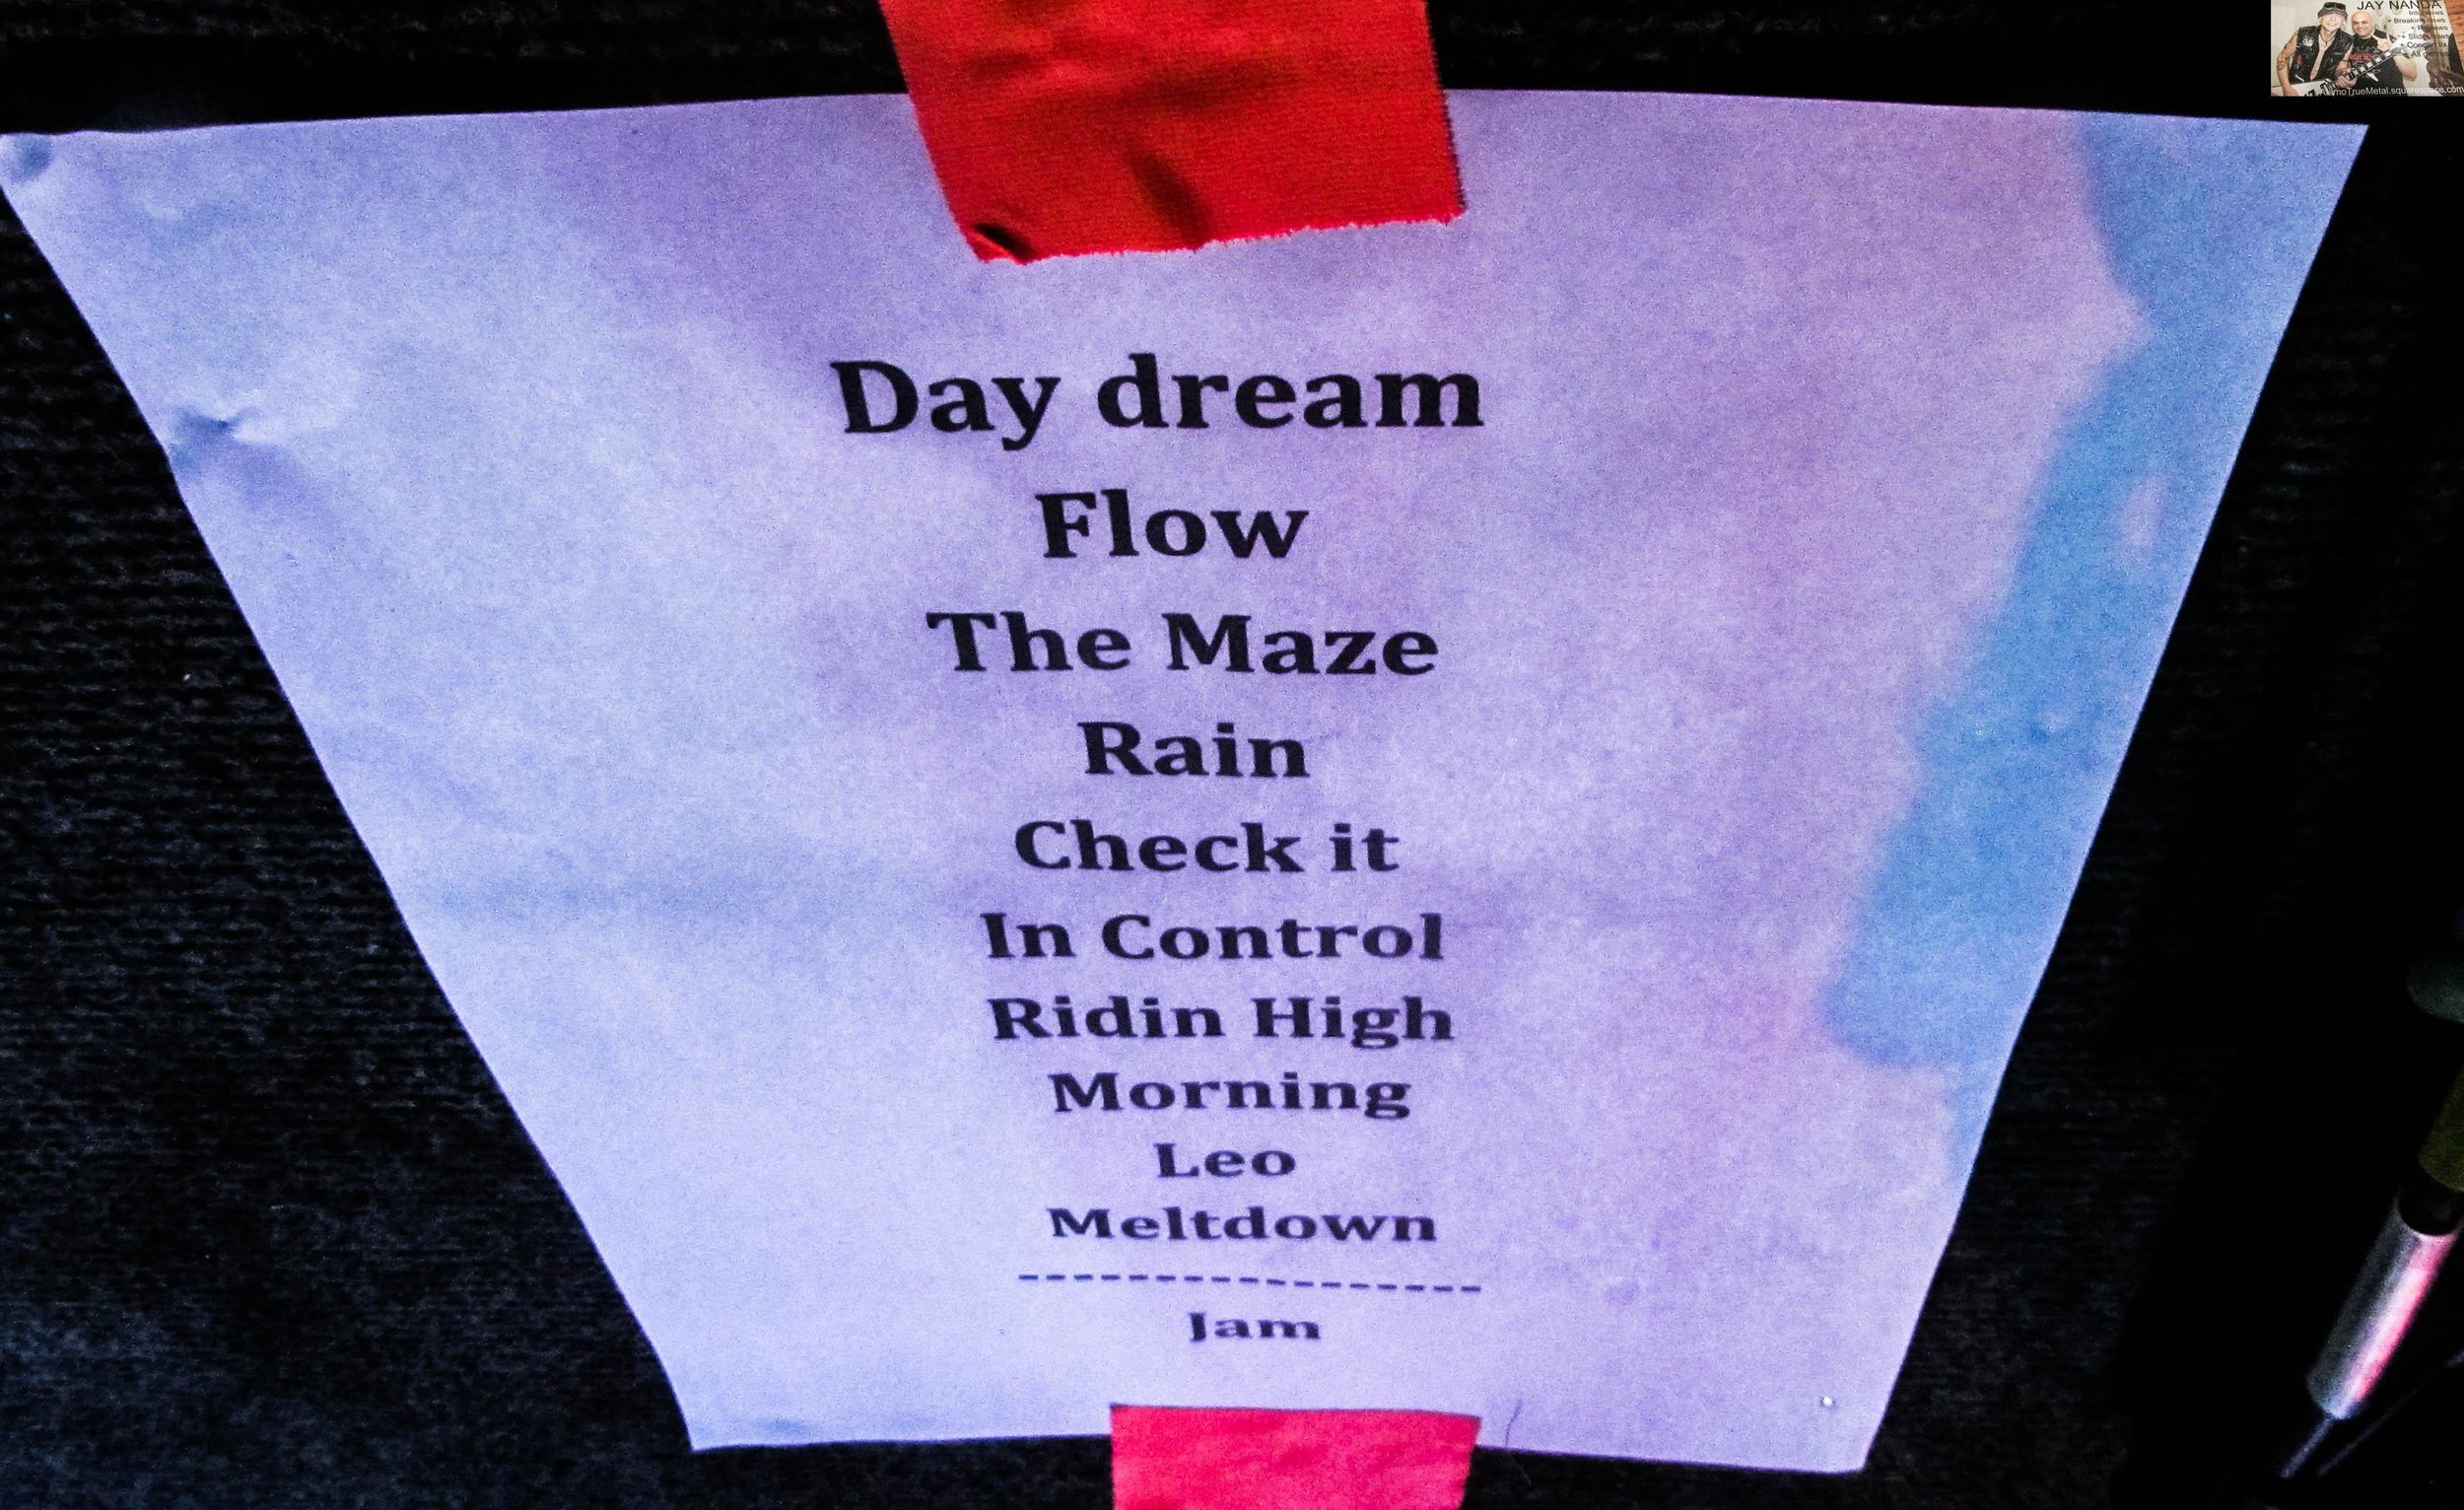 JAY NANDA
Day dream
Flow
The Maze
Rain
Check it
In Control
Ridin High
Morning
Leo
Meltdown
-----------------
Jam